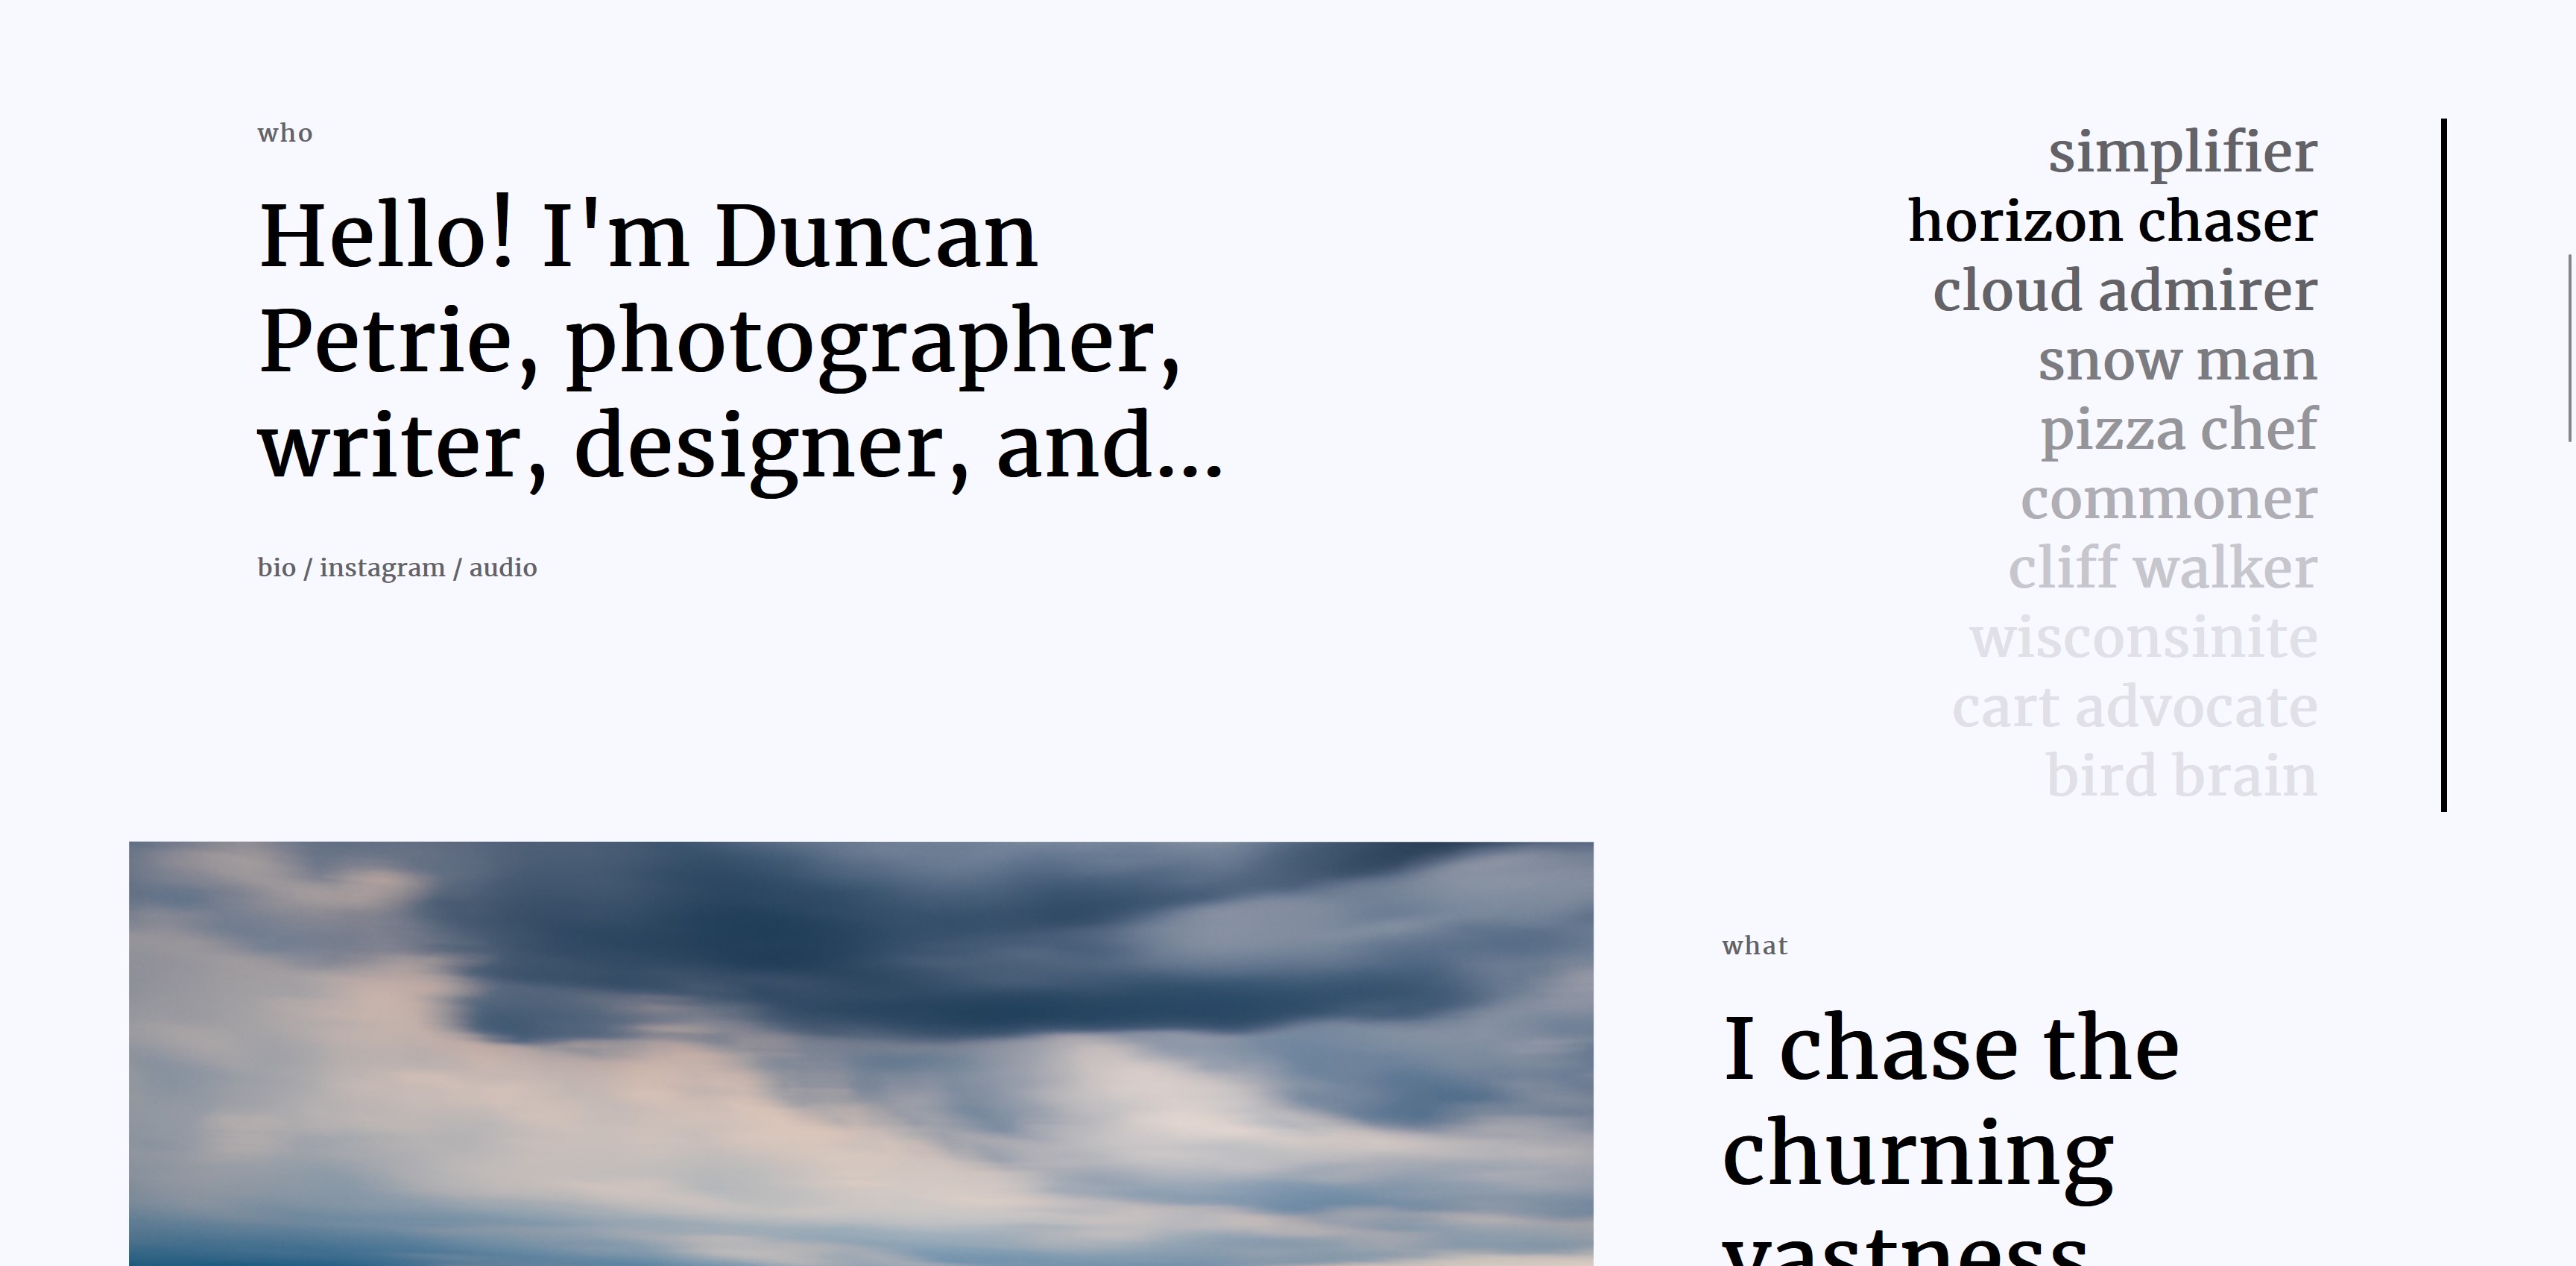 who
Hello! I'm Duncan
Petrie, photographer,
writer, designer, and...
bio / instagram / audio
simplifier
horizon chaser
cloud admirer
snow man
pizza chef
commoner
cliff walker
wisconsinite
cart advocate
bird brain
what
I chase the
churning
vastness